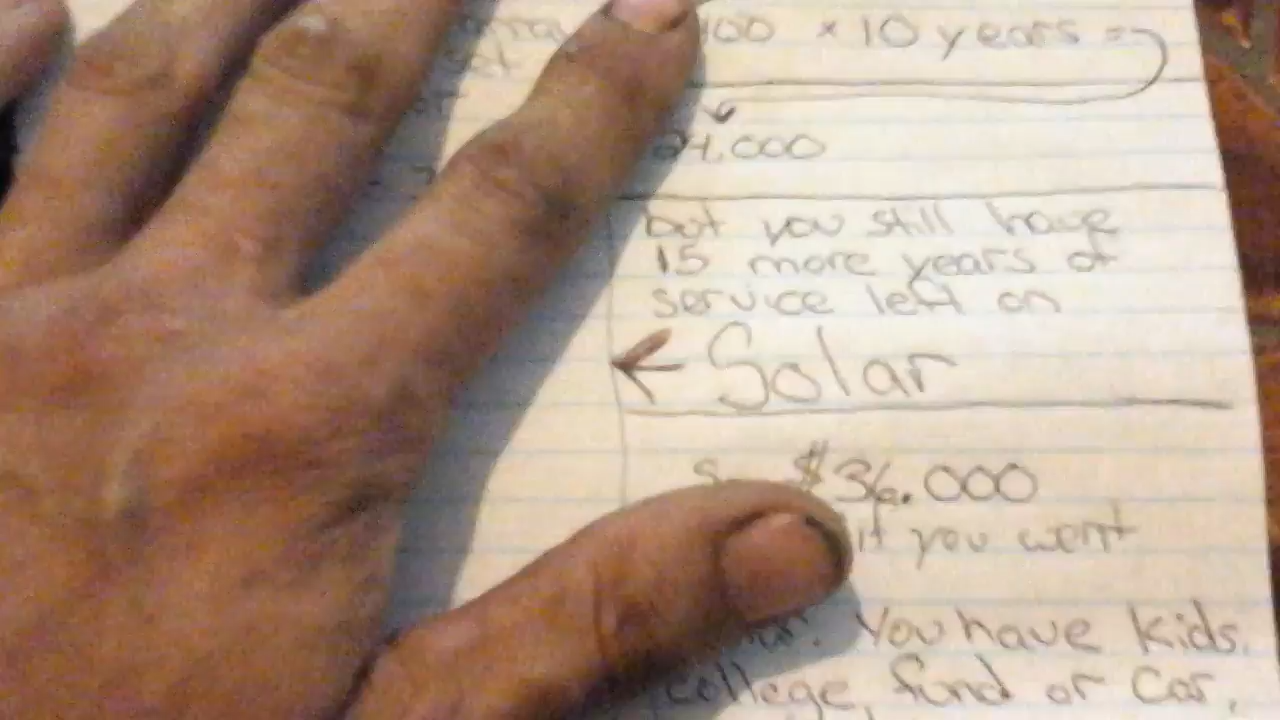 00 × 10 years =
4.000
but you still have
15 more years of
service left on
← Solar
$36.000
if you went
You have kids.
college, fund or car,